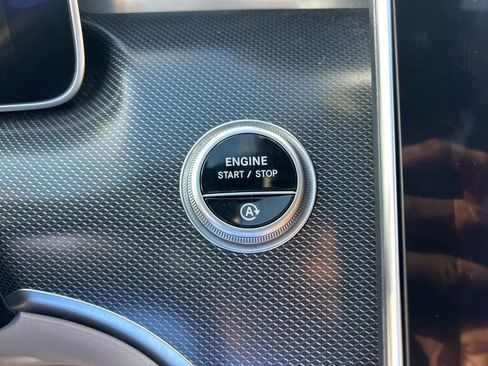 ENGINE
START / STOP
A